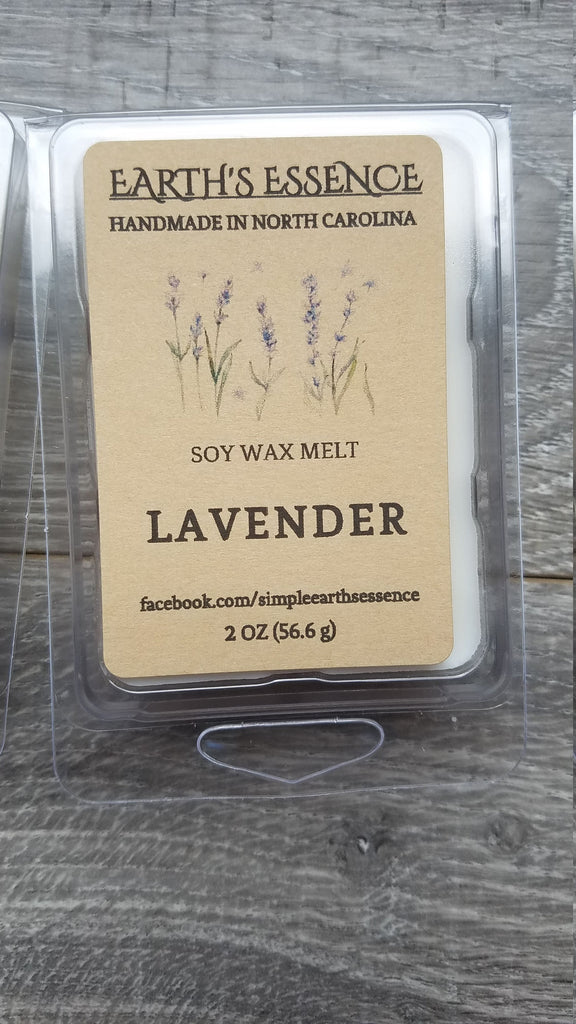 EARTH'S ESSENCE
HANDMADE IN NORTH CAROLINA
SOY WAX MELT
LAVENDER
facebook.com/simpleearthsessence
2 OZ (56.6 g)